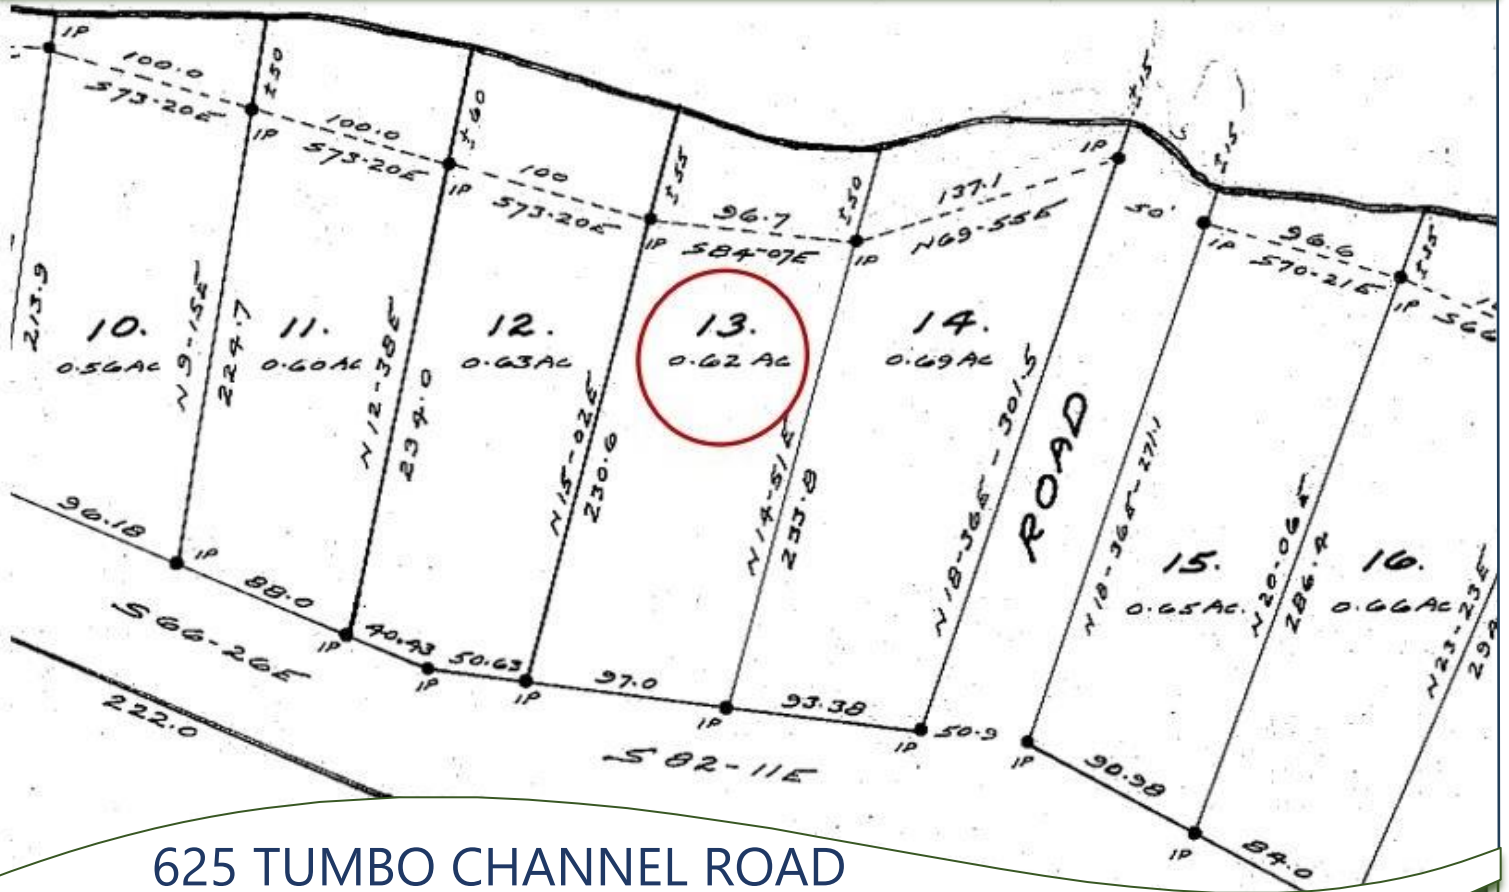 IP
100.0
S73-20E
±50
IP
100.0
S73-20E
±60
IP
100
S73-20E
±55
IP
96.7
S84-07E
±50
IP
137.1
N69-55E
IP
±15
50'
±15
IP
96.6
S70-21E
±35
IP
213.9
10.
0.56Ac
N9-15E
224.7
11.
0.60Ac
N12-38E
234.0
12.
0.63Ac
N15-02E
230.6
13.
0.62 Ac
N14-51E
233.8
14.
0.69Ac
N18-36E-301.5
ROAD
N18-36E-271.1
15.
0.65Ac.
N20-06E
286.2
16.
0.66Ac
N23-23E
96.18
IP
88.0
IP
40.43
IP
50.63
IP
97.0
IP
93.38
IP
50.9
IP
90.98
IP
84.0
S66-26E
222.0
S82-11E
625 TUMBO CHANNEL ROAD